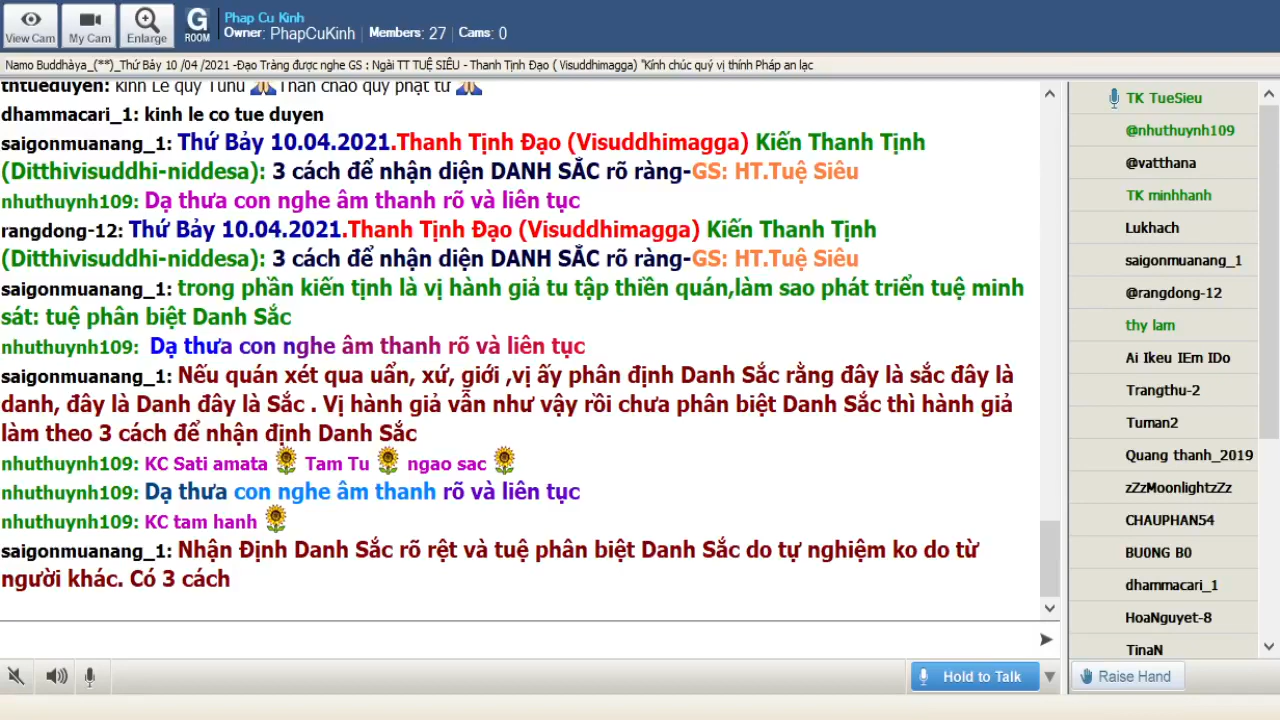 View Cam
My Cam
Enlarge
G
ROOM
Phap Cu Kinh
Owner: PhapCuKinh | Members: 27 | Cams: 0
Namo Buddhàya_(**)_Thứ Bảy 10 /04 /2021 -Đạo Tràng được nghe GS : Ngài TT TUỆ SIÊU - Thanh Tịnh Đạo ( Visuddhimagga) "Kính chúc quý vị thính Pháp an lạc
thtueduyen: kính Lễ quý Tunu Thân chào quý phật tử
dhammacari_1: kinh le co tue duyen
saigonmuanang_1: Thứ Bảy 10.04.2021.Thanh Tịnh Đạo (Visuddhimagga) Kiến Thanh Tịnh
(Ditthivisuddhi-niddesa): 3 cách để nhận diện DANH SẮC rõ ràng-GS: HT.Tuệ Siêu
nhuthuynh109: Dạ thưa con nghe âm thanh rõ và liên tục
rangdong-12: Thứ Bảy 10.04.2021.Thanh Tịnh Đạo (Visuddhimagga) Kiến Thanh Tịnh
(Ditthivisuddhi-niddesa): 3 cách để nhận diện DANH SẮC rõ ràng-GS: HT.Tuệ Siêu
saigonmuanang_1: trong phần kiến tịnh là vị hành giả tu tập thiền quán,làm sao phát triển tuệ minh
sát: tuệ phân biệt Danh Sắc
nhuthuynh109: Dạ thưa con nghe âm thanh rõ và liên tục
saigonmuanang_1: Nếu quán xét qua uẩn, xứ, giới ,vị ấy phân định Danh Sắc rằng đây là sắc đây là
danh, đây là Danh đây là Sắc . Vị hành giả vẫn như vậy rồi chưa phân biệt Danh Sắc thì hành giả
làm theo 3 cách để nhận định Danh Sắc
nhuthuynh109: KC Sati amata Tam Tu ngao sac
nhuthuynh109: Dạ thưa con nghe âm thanh rõ và liên tục
nhuthuynh109: KC tam hanh
saigonmuanang_1: Nhận Định Danh Sắc rõ rệt và tuệ phân biệt Danh Sắc do tự nghiệm ko do từ
người khác. Có 3 cách
TK TueSieu
@nhuthuynh109
@vatthana
TK minhhanh
Lukhach
saigonmuanang_1
@rangdong-12
thy lam
Ai Ikeu IEm IDo
Trangthu-2
Tuman2
Quang thanh_2019
zZzMoonlightzZz
CHAUPHAN54
BU0NG B0
dhammacari_1
HoaNguyet-8
TinaN
Hold to Talk
Raise Hand